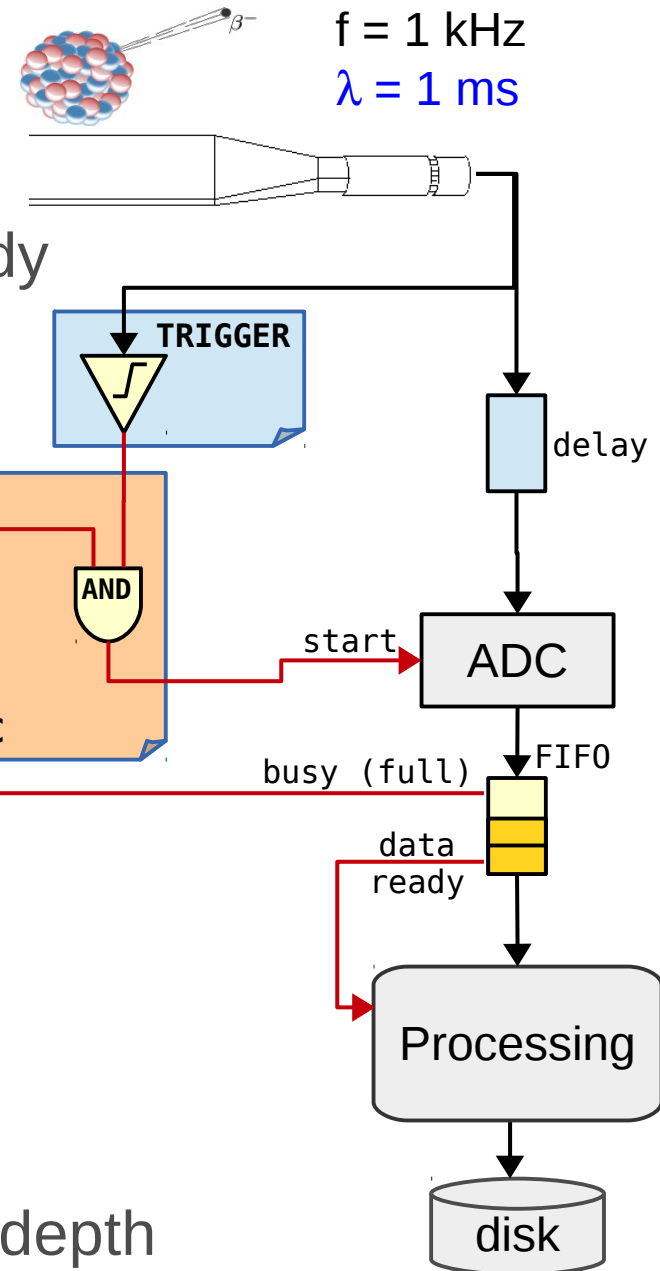 β⁻
f = 1 kHz
λ = 1 ms
dy
TRIGGER
delay
AND
start
ADC
C
FIFO
busy (full)
data
ready
Processing
depth
disk